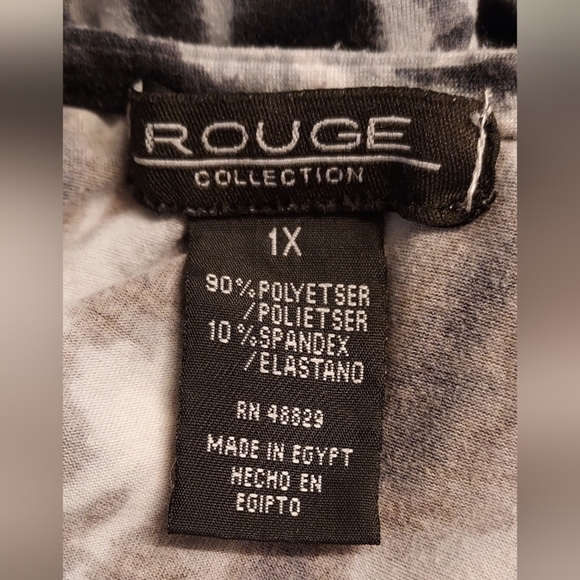 ROUGE
COLLECTION
1X
90%POLYETSER
/POLIETSER
10%SPANDEX
/ELASTANO
RN 48829
MADE IN EGYPT
HECHO EN
EGIPTO